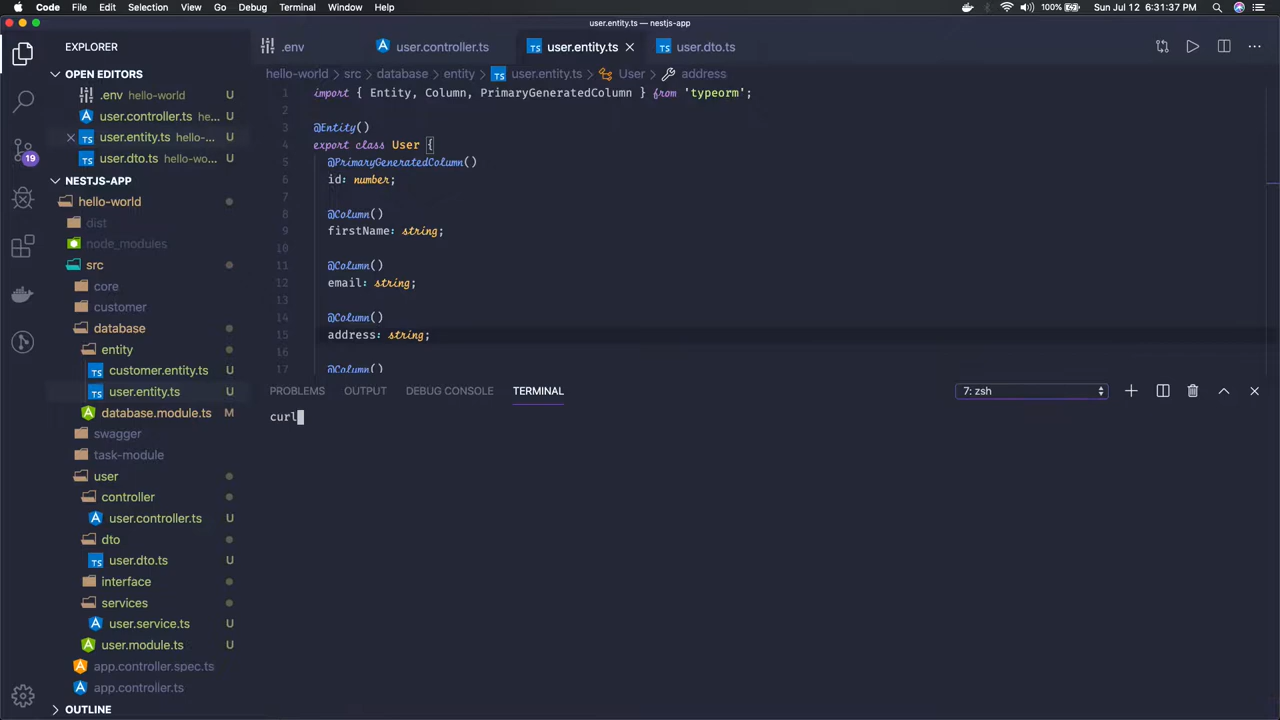 Code File Edit Selection View Go Debug Terminal Window Help 100% Sun Jul 12 6:31:37 PM
user.entity.ts — nestjs-app
EXPLORER
.env
user.controller.ts
user.entity.ts
user.dto.ts
hello-world › src › database › entity › user.entity.ts › User › address
OPEN EDITORS
.env hello-world U
user.controller.ts he... U
user.entity.ts hello-... U
user.dto.ts hello-wo... U
NESTJS-APP
hello-world
dist
node_modules
src
core
customer
database
entity
customer.entity.ts U
user.entity.ts U
database.module.ts M
swagger
task-module
user
controller
user.controller.ts U
dto
user.dto.ts U
interface
services
user.service.ts U
user.module.ts U
app.controller.spec.ts
app.controller.ts
OUTLINE
19
1 import { Entity, Column, PrimaryGeneratedColumn } from 'typeorm';
2
3 @Entity()
4 export class User {
5 @PrimaryGeneratedColumn()
6 id: number;
7
8 @Column()
9 firstName: string;
10
11 @Column()
12 email: string;
13
14 @Column()
15 address: string;
16
17 @Column()
PROBLEMS OUTPUT DEBUG CONSOLE TERMINAL 7: zsh
curl